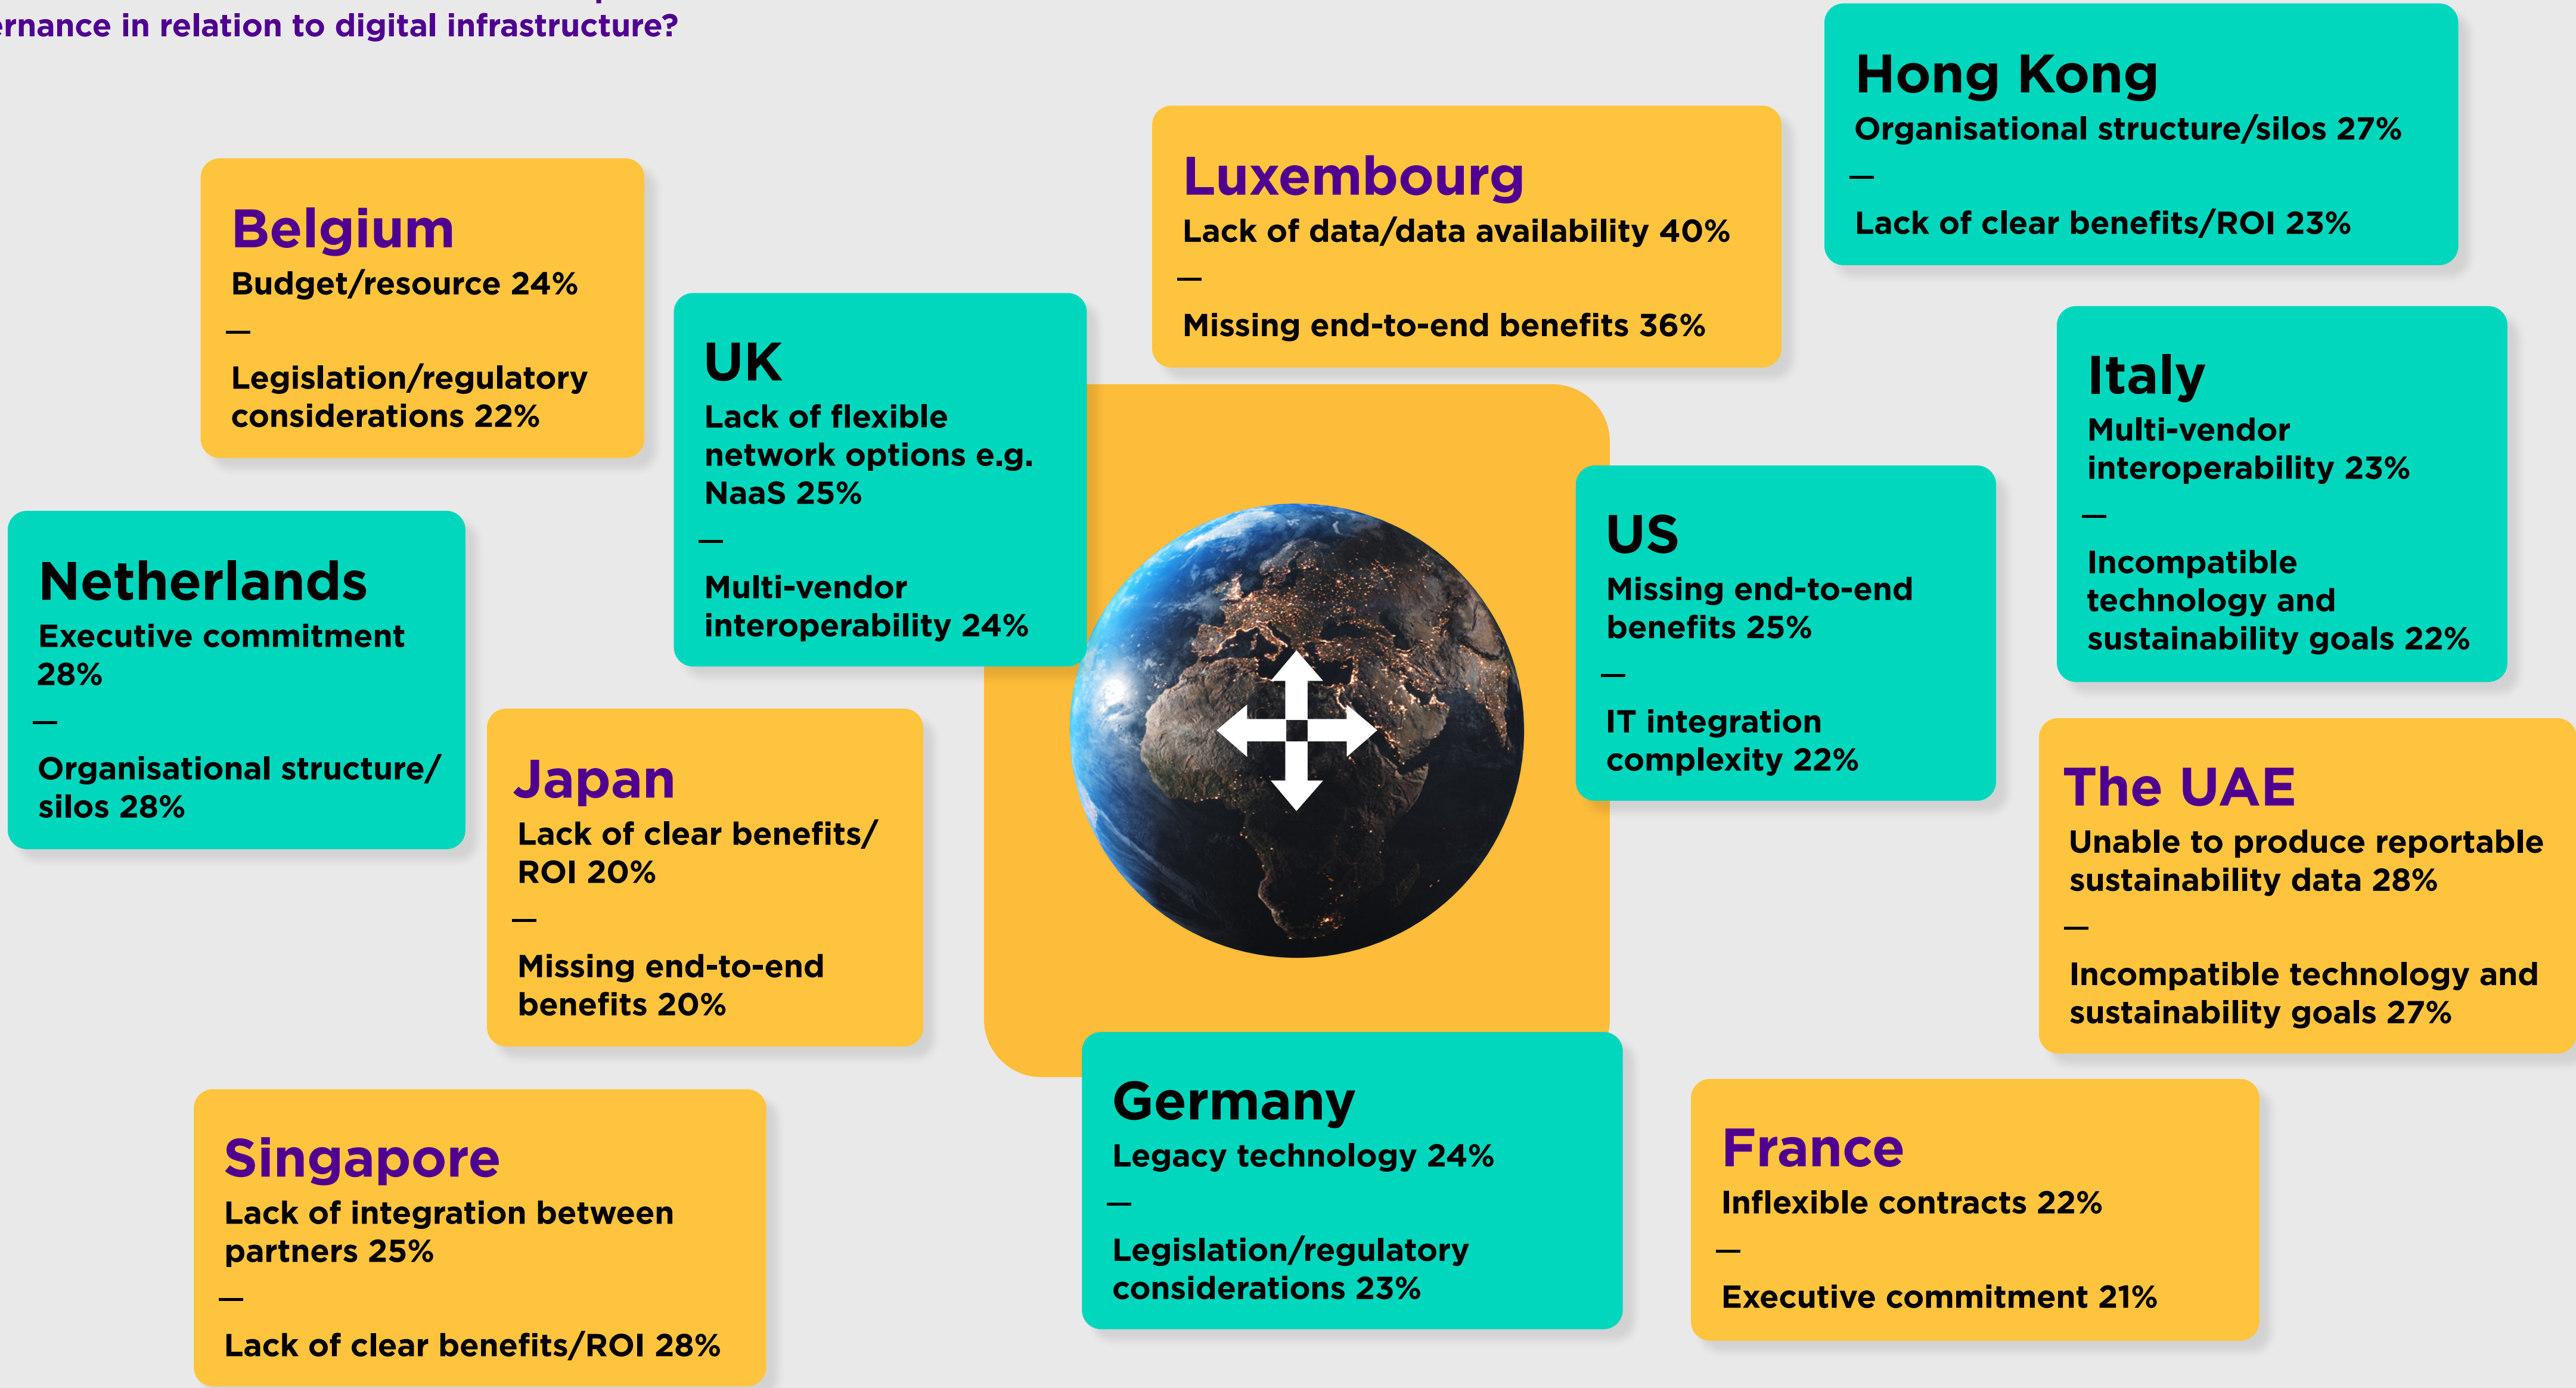 in relation to digital infrastructure?
Belgium
Budget/resource 24%
—
Legislation/regulatory
considerations 22%
UK
Lack of flexible
network options e.g.
NaaS 25%
—
Multi-vendor
interoperability 24%
Luxembourg
Lack of data/data availability 40%
—
Missing end-to-end benefits 36%
Hong Kong
Organisational structure/silos 27%
—
Lack of clear benefits/ROI 23%
Italy
Multi-vendor
interoperability 23%
—
Incompatible
technology and
sustainability goals 22%
Netherlands
Executive commitment
28%
—
Organisational structure/
silos 28%
Japan
Lack of clear benefits/
ROI 20%
—
Missing end-to-end
benefits 20%
US
Missing end-to-end
benefits 25%
—
IT integration
complexity 22%
The UAE
Unable to produce reportable
sustainability data 28%
—
Incompatible technology and
sustainability goals 27%
Singapore
Lack of integration between
partners 25%
—
Lack of clear benefits/ROI 28%
Germany
Legacy technology 24%
—
Legislation/regulatory
considerations 23%
France
Inflexible contracts 22%
—
Executive commitment 21%